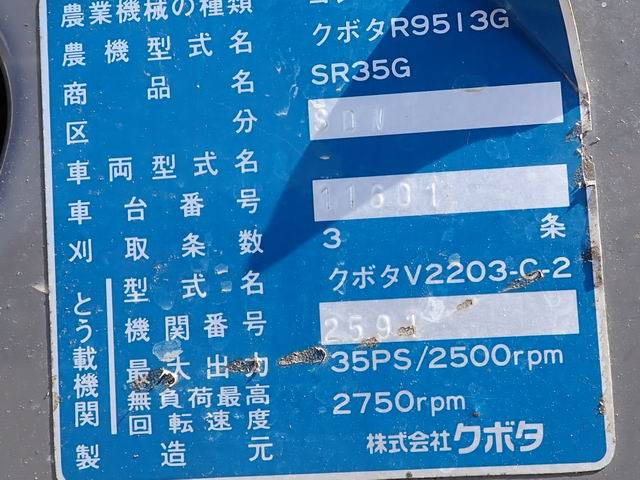 農業機械の種類
農機型式名 クボタR9513G
商品名 SR35G
区分 SDW
車両型式名
車台番号 11601
刈取条数 3条
とう載機関
型式名 クボタV2203-C-2
機関番号 2591
最大出力 35PS/2500rpm
無負荷最高回転速度 2750rpm
製造元 株式会社クボタ